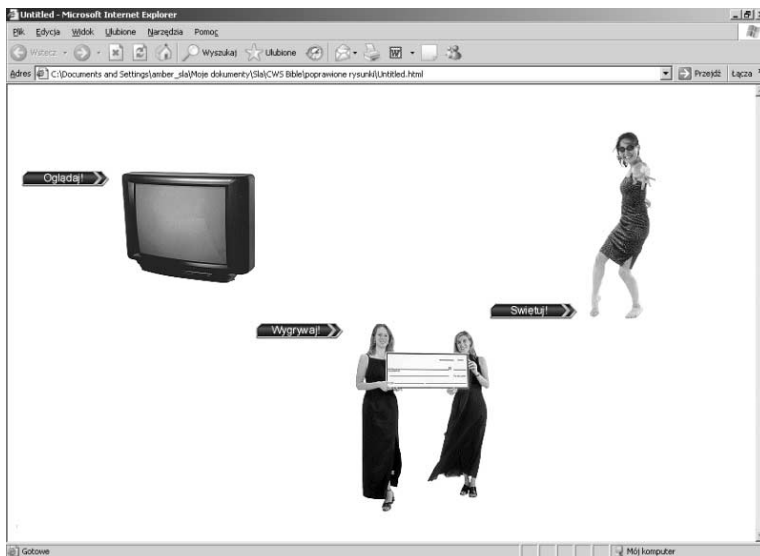 Untitled - Microsoft Internet Explorer
Plik Edycja Widok Ulubione Narzędzia Pomoc
Wstecz Wyszukaj Ulubione
Adres C:\Documents and Settings\amber_sla\Moje dokumenty\Sla\CWS Bible\poprawione rysunki\Untitled.html Przejdź Łącza
Oglądaj!
Świętuj!
Wygrywaj!
Gotowe Mój komputer